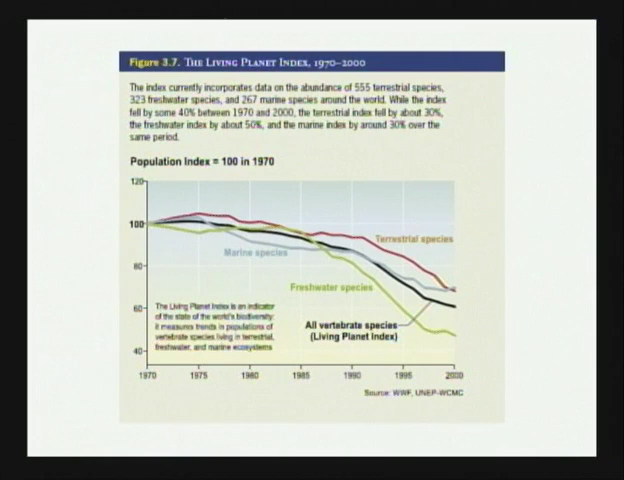 Figure 3.7. THE LIVING PLANET INDEX, 1970–2000
The index currently incorporates data on the abundance of 555 terrestrial species,
323 freshwater species, and 267 marine species around the world. While the index
fell by some 40% between 1970 and 2000, the terrestrial index fell by about 30%,
the freshwater index by about 50%, and the marine index by around 30% over the
same period.
Population Index = 100 in 1970
120
100
Terrestrial species
Marine species
80
Freshwater species
60
The Living Planet Index is an indicator
of the state of the world's biodiversity:
it measures trends in populations of
vertebrate species living in terrestrial,
freshwater, and marine ecosystems
All vertebrate species
(Living Planet Index)
40
1970 1975 1980 1985 1990 1995 2000
Source: WWF, UNEP-WCMC